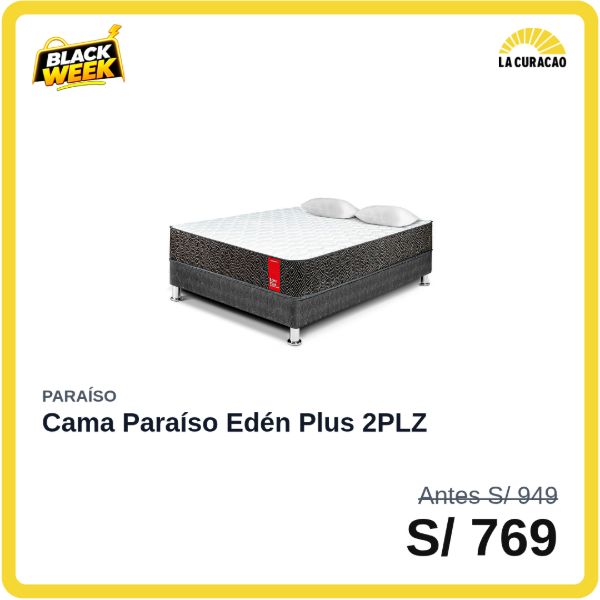 BLACK
WEEK
LA CURACAO
PARAÍSO
Cama Paraíso Edén Plus 2PLZ
Antes S/ 949
S/ 769